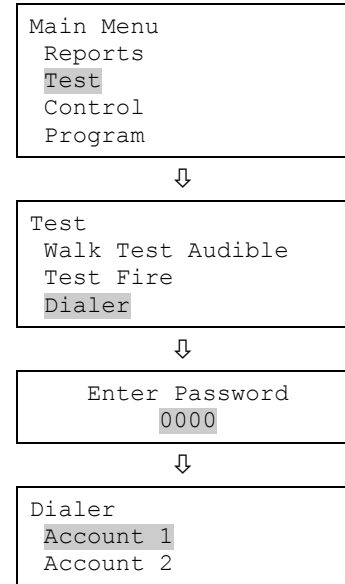 Main Menu
Reports
Test
Control
Program
⇩
Test
Walk Test Audible
Test Fire
Dialer
⇩
Enter Password
0000
⇩
Dialer
Account 1
Account 2